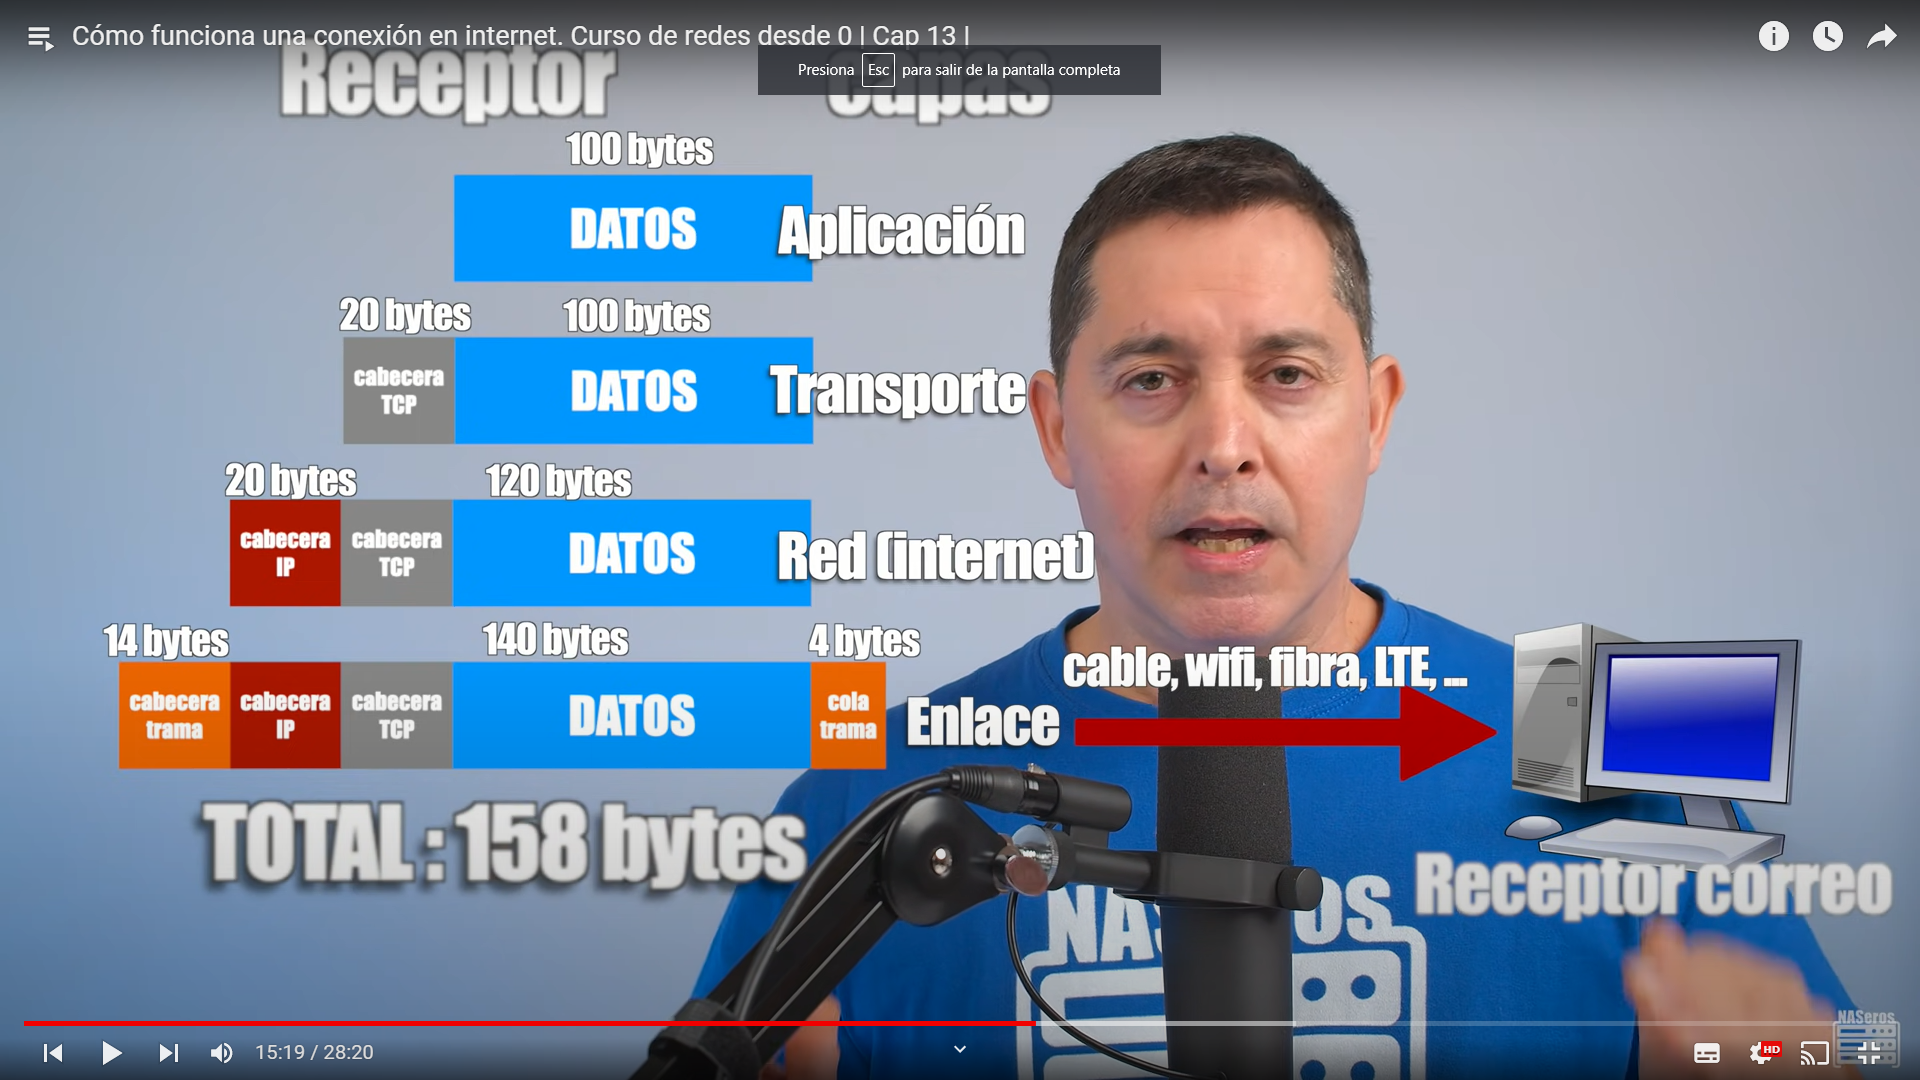 Cómo funciona una conexión en internet. Curso de redes desde 0 | Cap 13 |
Presiona Esc para salir de la pantalla completa
Receptor
capas
100 bytes
DATOS
Aplicación
20 bytes
100 bytes
cabecera
TCP
DATOS
Transporte
20 bytes
120 bytes
cabecera
IP
cabecera
TCP
DATOS
Red (internet)
14 bytes
140 bytes
4 bytes
cabecera
trama
cabecera
IP
cabecera
TCP
DATOS
cola
trama
Enlace
cable, wifi, fibra, LTE, ...
TOTAL : 158 bytes
Receptor correo
NASeros
15:19 / 28:20
HD